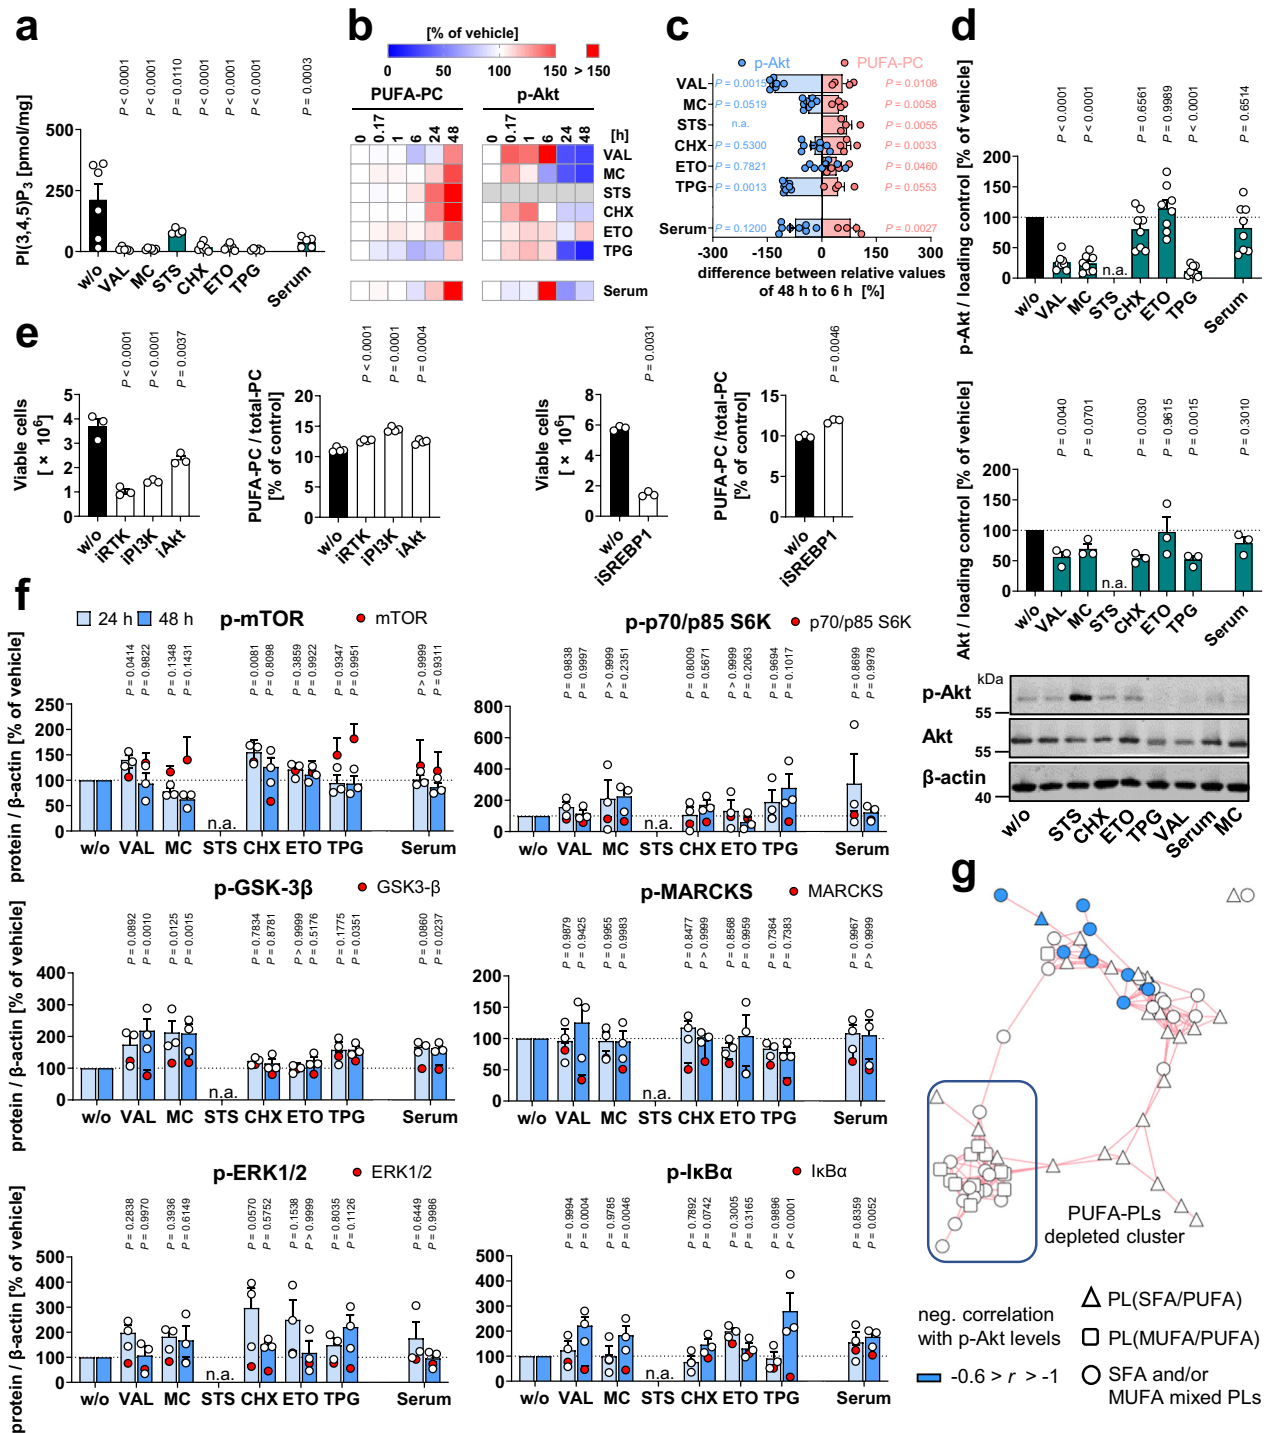 a
PI(3,4,5)P3 [pmol/mg]
P < 0.0001
P < 0.0001
P = 0.0110
P < 0.0001
P < 0.0001
P < 0.0001
P = 0.0003
500
250
0
w/o
VAL
MC
STS
CHX
ETO
TPG
Serum
b
[% of vehicle]
0 50 100 150 > 150
PUFA-PC p-Akt
0 0.17 1 6 24 48 0 0.17 1 6 24 48 [h]
VAL
MC
STS
CHX
ETO
TPG
Serum
c
p-Akt PUFA-PC
VAL P = 0.0015 P = 0.0108
MC P = 0.0519 P = 0.0058
STS n.a. P = 0.0055
CHX P = 0.5300 P = 0.0033
ETO P = 0.7821 P = 0.0460
TPG P = 0.0013 P = 0.0553
Serum P = 0.1200 P = 0.0027
-300 -150 0 150 300
difference between relative values
of 48 h to 6 h [%]
d
p-Akt / loading control [% of vehicle]
P < 0.0001
P < 0.0001
P = 0.6561
P = 0.9989
P < 0.0001
P = 0.6514
200
150
100
50
0
n.a.
w/o
VAL
MC
STS
CHX
ETO
TPG
Serum
Akt / loading control [% of vehicle]
P = 0.0040
P = 0.0701
P = 0.0030
P = 0.9615
P = 0.0015
P = 0.3010
200
150
100
50
0
n.a.
w/o
VAL
MC
STS
CHX
ETO
TPG
Serum
kDa
p-Akt
55
Akt
55
β-actin
40
w/o
STS
CHX
ETO
TPG
VAL
Serum
MC
e
Viable cells
[ × 10⁶]
P < 0.0001
P < 0.0001
P = 0.0037
5
4
3
2
1
0
w/o
iRTK
iPI3K
iAkt
PUFA-PC / total-PC
[% of control]
P < 0.0001
P = 0.0001
P = 0.0004
20
15
10
5
0
w/o
iRTK
iPI3K
iAkt
Viable cells
[ × 10⁶]
P = 0.0031
8
6
4
2
0
w/o
iSREBP1
PUFA-PC /total-PC
[% of control]
P = 0.0046
15
10
5
0
w/o
iSREBP1
f
24 h 48 h p-mTOR mTOR
protein / β-actin [% of vehicle]
P = 0.0414
P = 0.9822
P = 0.1348
P = 0.1431
P = 0.0081
P = 0.8098
P = 0.3859
P = 0.9922
P = 0.9347
P = 0.9951
P > 0.9999
P = 0.9311
250
200
150
100
50
0
n.a.
w/o VAL MC STS CHX ETO TPG Serum
p-p70/p85 S6K p70/p85 S6K
P = 0.9838
P = 0.9997
P > 0.9999
P = 0.2351
P = 0.8009
P = 0.5671
P > 0.9999
P = 0.2063
P = 0.9694
P = 0.1017
P = 0.8699
P = 0.9978
800
600
400
200
0
n.a.
w/o VAL MC STS CHX ETO TPG Serum
p-GSK-3β GSK3-β
protein / β-actin [% of vehicle]
P = 0.0892
P = 0.0010
P = 0.0125
P = 0.0015
P = 0.7834
P = 0.8781
P > 0.9999
P = 0.5176
P = 0.1775
P = 0.0351
P = 0.0860
P = 0.0237
400
300
200
100
0
n.a.
w/o VAL MC STS CHX ETO TPG Serum
p-MARCKS MARCKS
P = 0.9879
P = 0.9425
P = 0.9955
P = 0.9983
P = 0.8477
P > 0.9999
P = 0.8568
P = 0.9959
P = 0.7364
P = 0.7383
P = 0.9967
P > 0.9999
200
150
100
50
0
n.a.
w/o VAL MC STS CHX ETO TPG Serum
p-ERK1/2 ERK1/2
protein / β-actin [% of vehicle]
P = 0.2838
P = 0.9970
P = 0.3936
P = 0.6149
P = 0.0570
P = 0.5752
P = 0.1538
P > 0.9999
P = 0.8035
P = 0.1126
P = 0.6449
P = 0.9986
500
400
300
200
100
0
n.a.
w/o VAL MC STS CHX ETO TPG Serum
p-IκBα IκBα
P = 0.9994
P = 0.0004
P = 0.9785
P = 0.0046
P = 0.7892
P = 0.0742
P = 0.3005
P = 0.3165
P = 0.9896
P < 0.0001
P = 0.8359
P = 0.0052
500
400
300
200
100
0
n.a.
w/o VAL MC STS CHX ETO TPG Serum
g
PUFA-PLs
depleted cluster
neg. correlation
with p-Akt levels
-0.6 > r > -1
PL(SFA/PUFA)
PL(MUFA/PUFA)
SFA and/or
MUFA mixed PLs